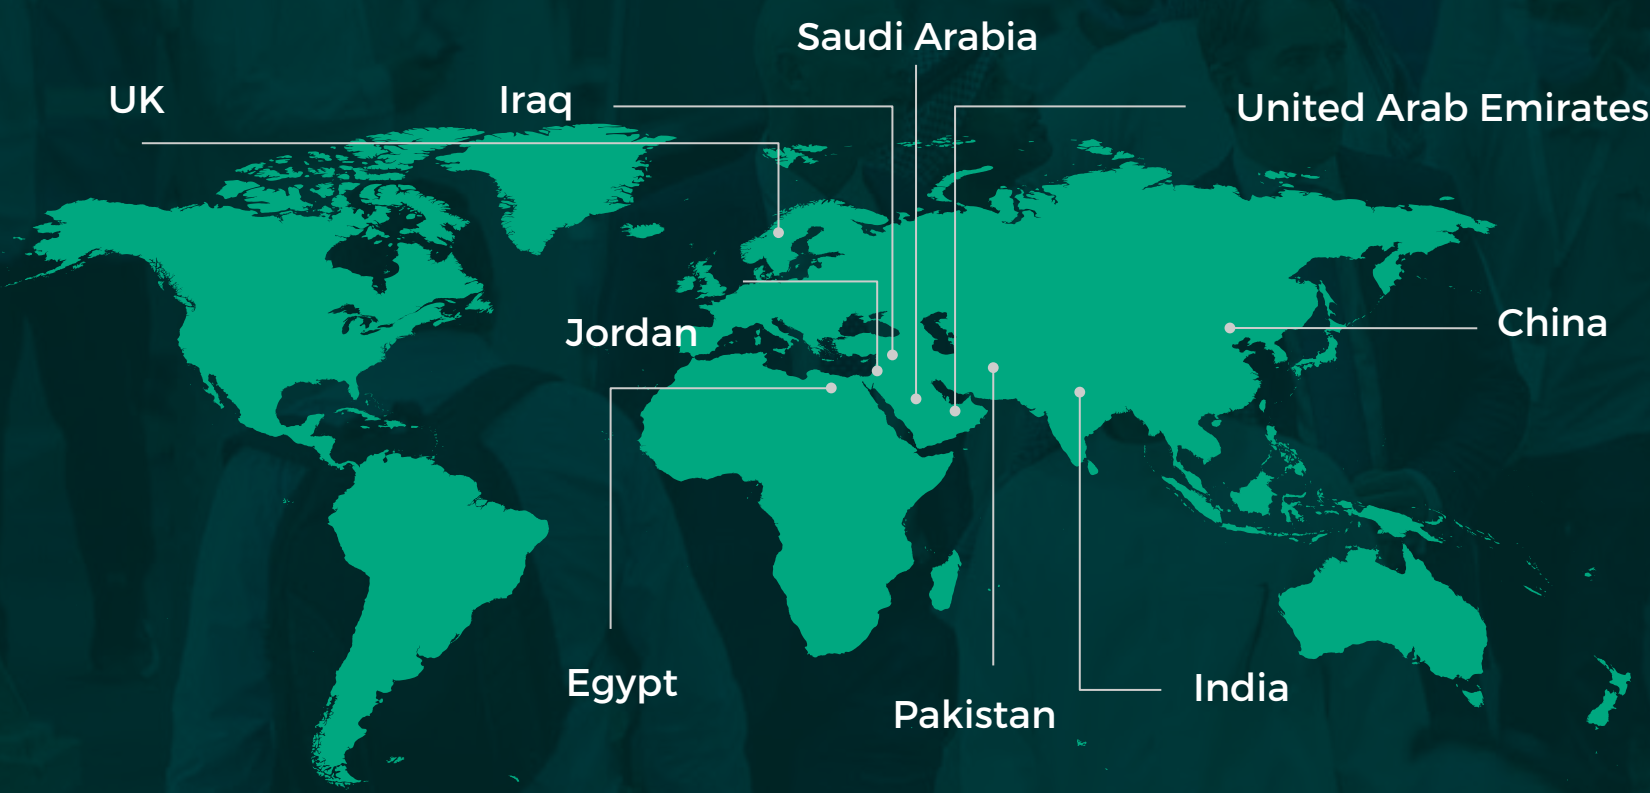 Saudi Arabia
UK
Iraq
United Arab Emirates
China
Jordan
Egypt
India
Pakistan